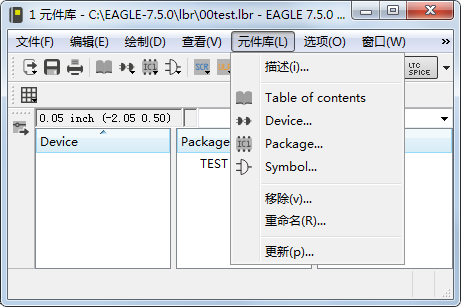 1 元件库 - C:\EAGLE-7.5.0\lbr\00test.lbr - EAGLE 7.5.0 ...
文件(F) 编辑(E) 绘制(D) 查看(V) 元件库(L) 选项(O) 窗口(W)
SCR
LTC
SPICE
0.05 inch (-2.05 0.50)
Device
Package
TEST
描述(i)...
Table of contents
Device...
IC1
Package...
Symbol...
移除(v)...
重命名(R)...
更新(p)...